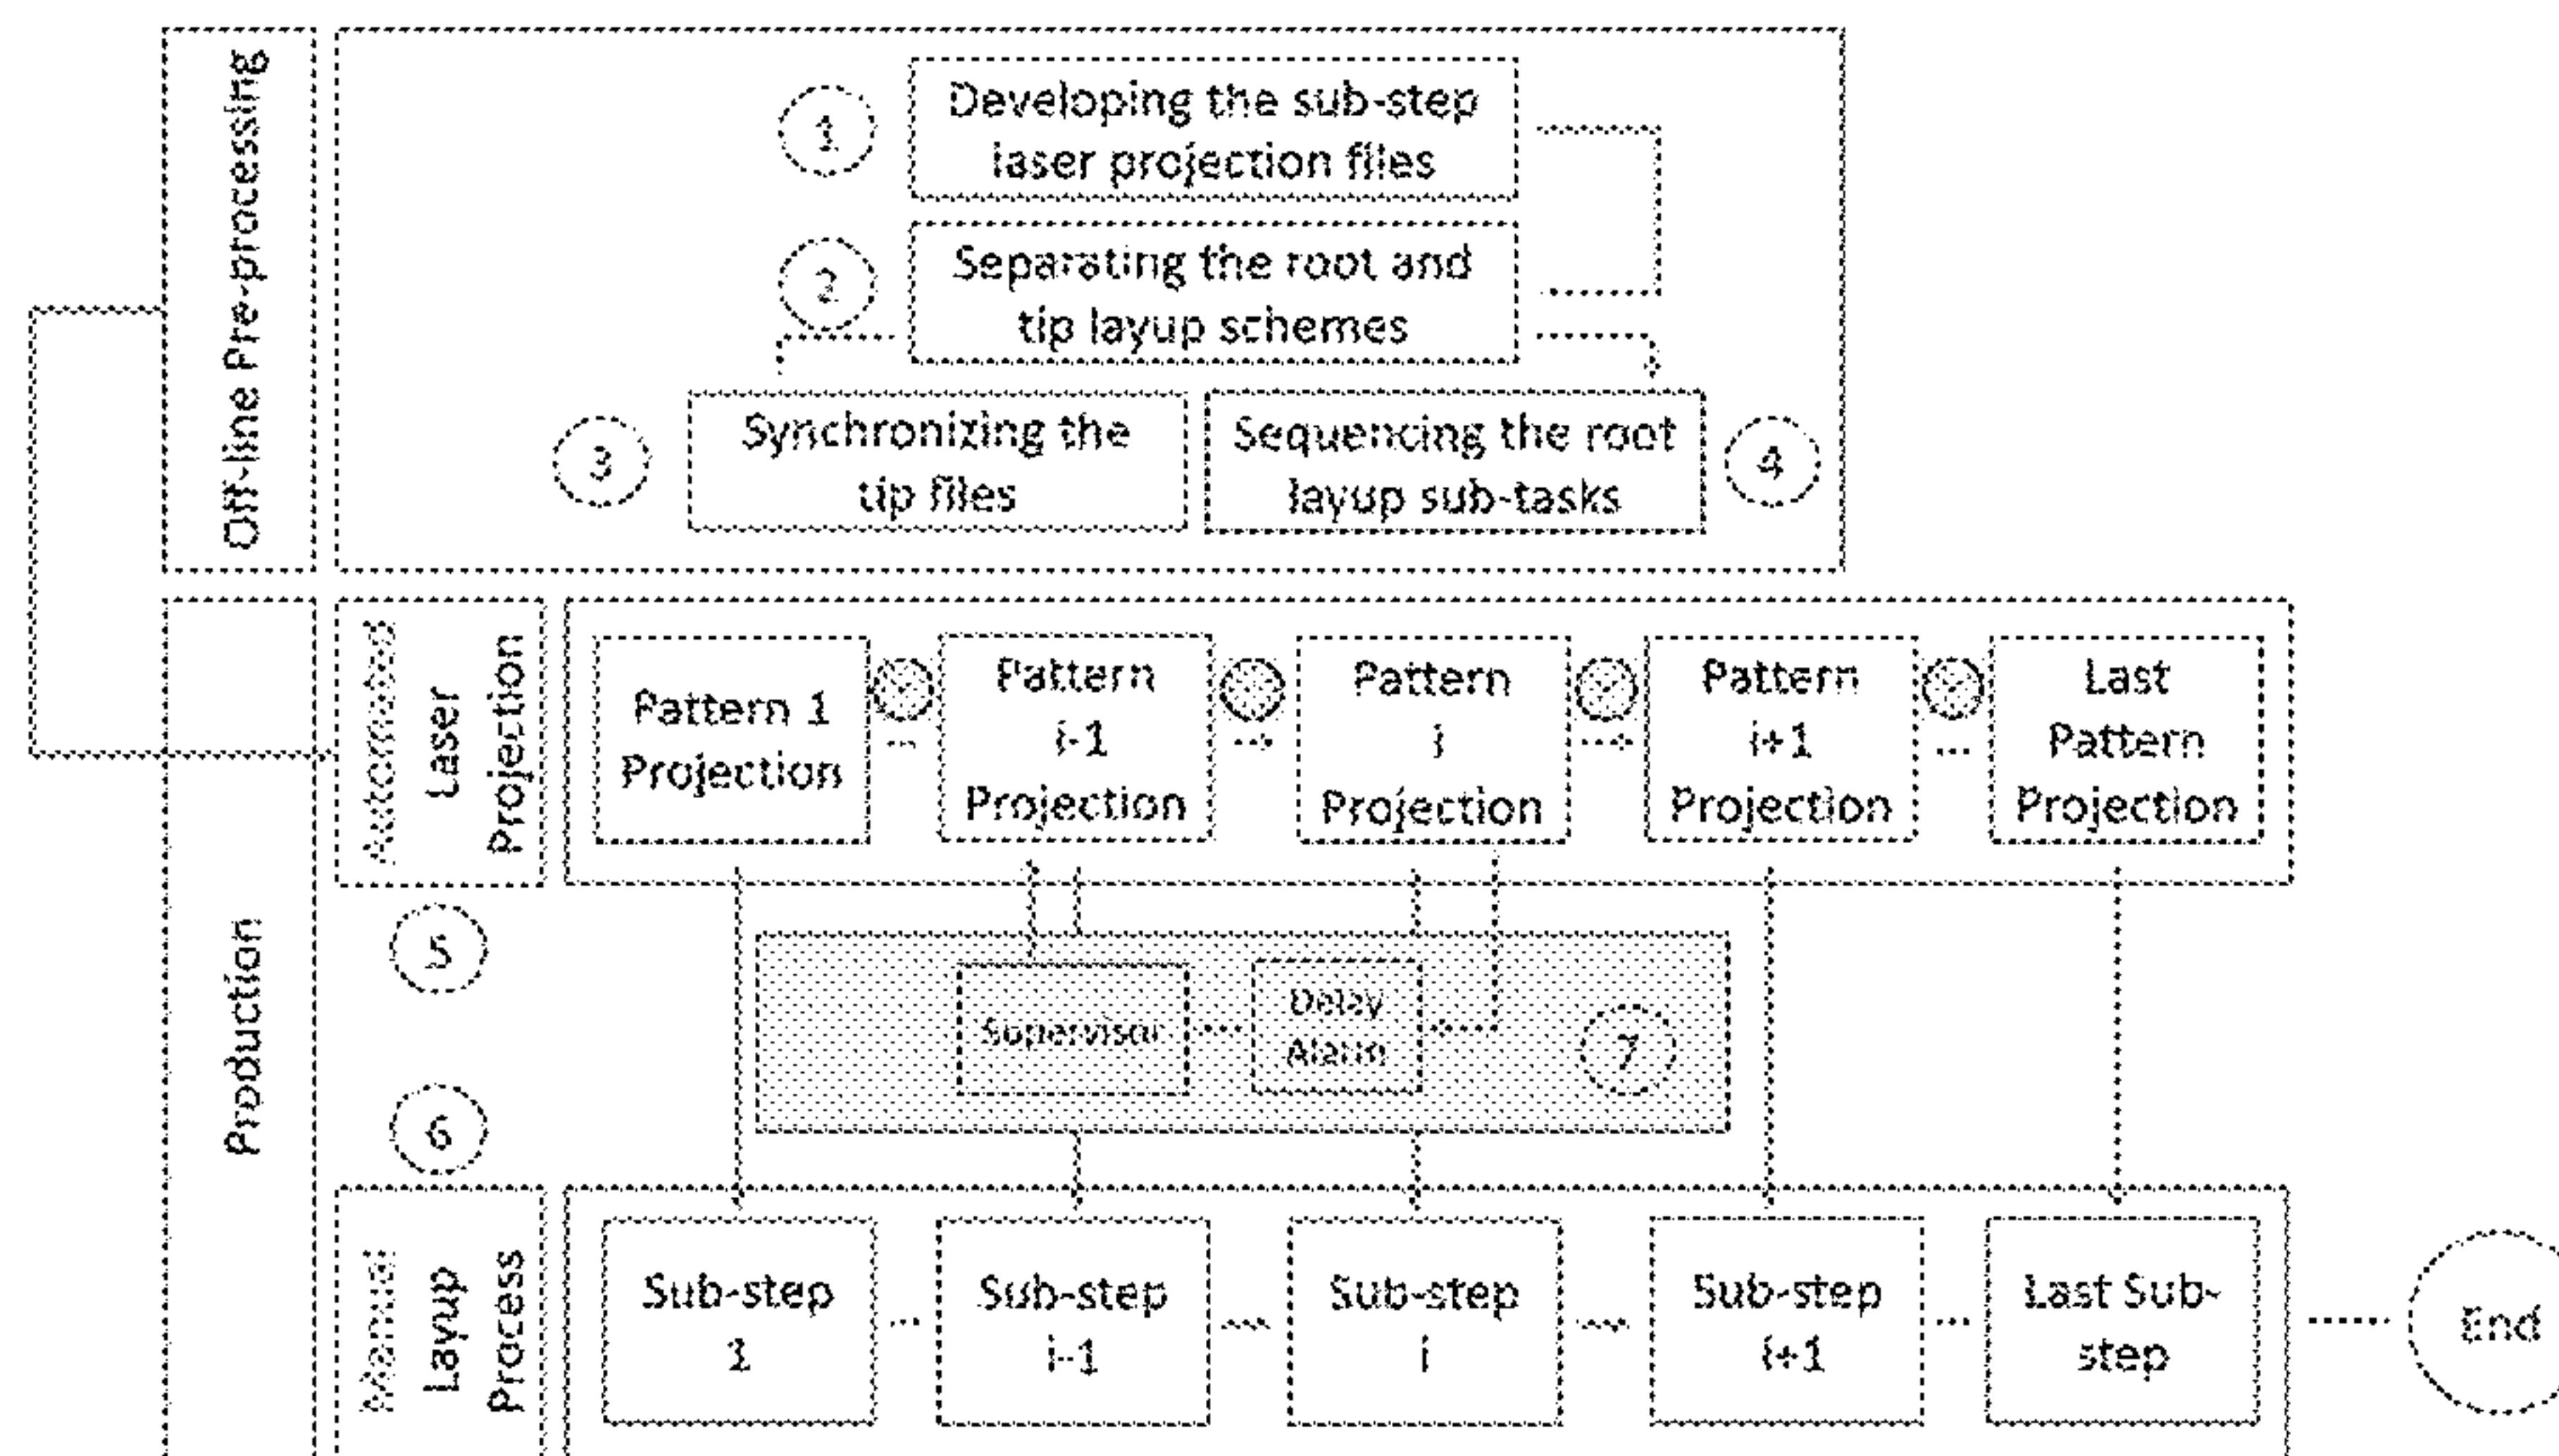 Off-line Pre-processing
1
Developing the sub-step
laser projection files
2
Separating the root and
tip layup schemes
3
Synchronizing the
tip files
Sequencing the root
layup sub-tasks
4
Production
Automated
Laser
Projection
Pattern 1
Projection
...
Pattern
i-1
Projection
Pattern
i
Projection
Pattern
i+1
Projection
...
Last
Pattern
Projection
5
Supervisor
Delay
Alarm
7
6
Manual
Layup
Process
Sub-step
1
...
Sub-step
i-1
Sub-step
i
Sub-step
i+1
...
Last Sub-
step
End